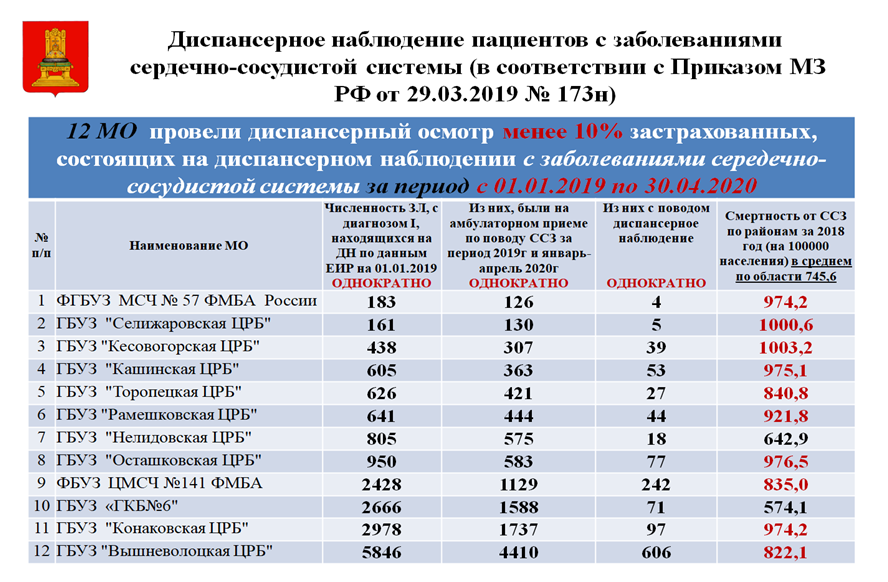 Диспансерное наблюдение пациентов с заболеваниями
сердечно-сосудистой системы (в соответствии с Приказом МЗ
РФ от 29.03.2019 № 173н)
12 МО провели диспансерный осмотр менее 10% застрахованных,
состоящих на диспансерном наблюдении с заболеваниями середечно-
сосудистой системы за период с 01.01.2019 по 30.04.2020
№ п/п
Наименование МО
Численность ЗЛ, с
диагнозом I,
находящихся на
ДН по данным
ЕИР на 01.01.2019
ОДНОКРАТНО
Из них, были на
амбулаторном приеме
по поводу ССЗ за
период 2019г и январь-
апрель 2020г
ОДНОКРАТНО
Из них с поводом
диспансерное
наблюдение
ОДНОКРАТНО
Смертность от ССЗ
по районам за 2018
год (на 100000
населения) в среднем
по области 745,6
1 ФГБУЗ МСЧ № 57 ФМБА России 183 126 4 974,2
2 ГБУЗ "Селижаровская ЦРБ" 161 130 5 1000,6
3 ГБУЗ "Кесовогорская ЦРБ" 438 307 39 1003,2
4 ГБУЗ "Кашинская ЦРБ" 605 363 53 975,1
5 ГБУЗ "Торопецкая ЦРБ" 626 421 27 840,8
6 ГБУЗ "Рамешковская ЦРБ" 641 444 44 921,8
7 ГБУЗ "Нелидовская ЦРБ" 805 575 18 642,9
8 ГБУЗ "Осташковская ЦРБ" 950 583 77 976,5
9 ФБУЗ ЦМСЧ №141 ФМБА 2428 1129 242 835,0
10 ГБУЗ «ГКБ№6" 2666 1588 71 574,1
11 ГБУЗ "Конаковская ЦРБ" 2978 1737 97 974,2
12 ГБУЗ "Вышневолоцкая ЦРБ" 5846 4410 606 822,1